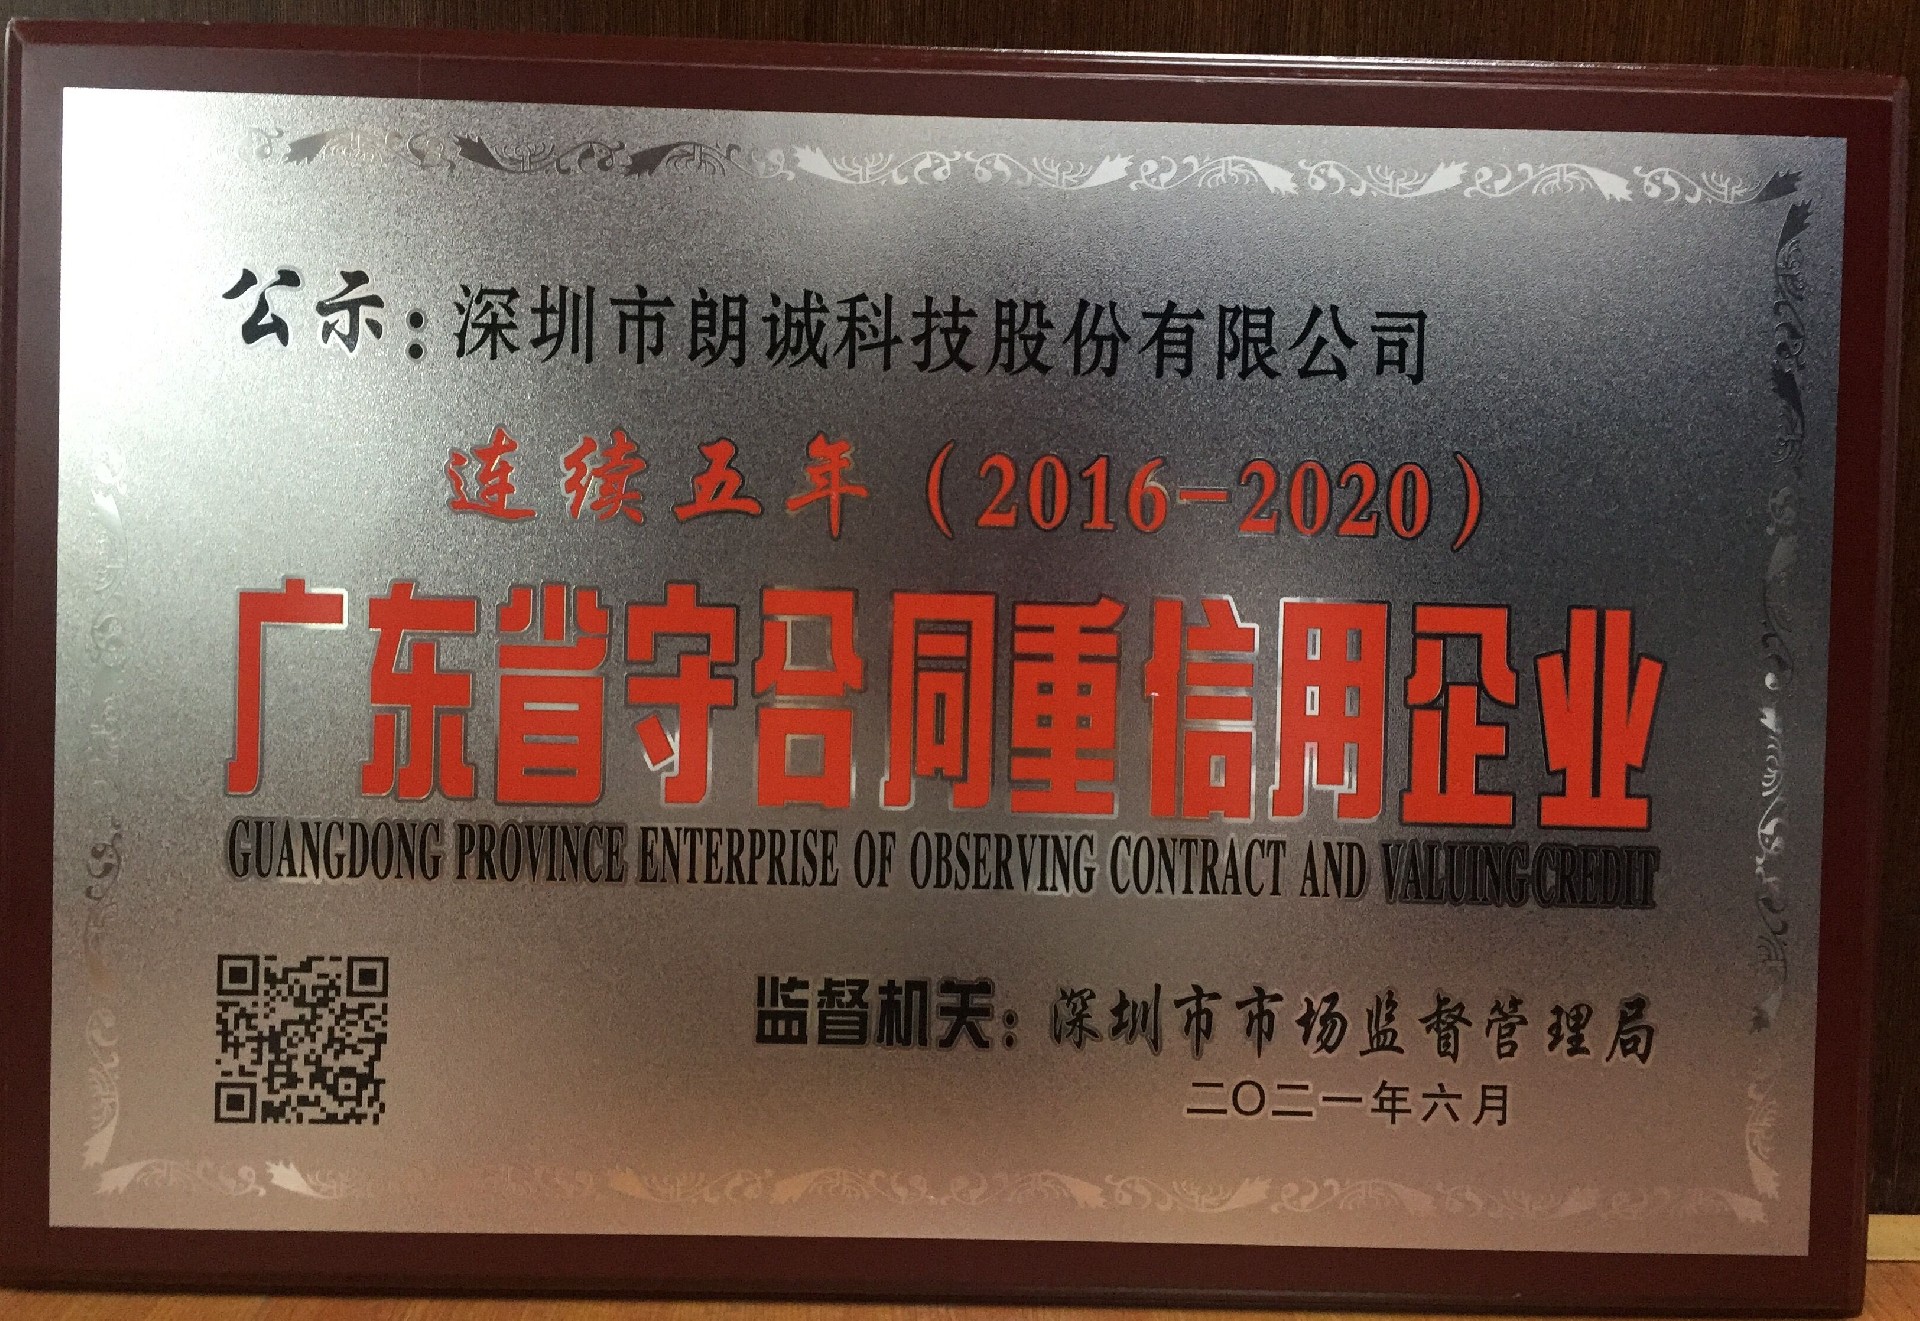 公示:深圳市朗诚科技股份有限公司
连续五年(2016-2020)
广东省守合同重信用企业
GUANGDONG PROVINCE ENTERPRISE OF OBSERVING CONTRACT AND VALUING CREDIT
监督机关:深圳市市场监督管理局
二〇二一年六月